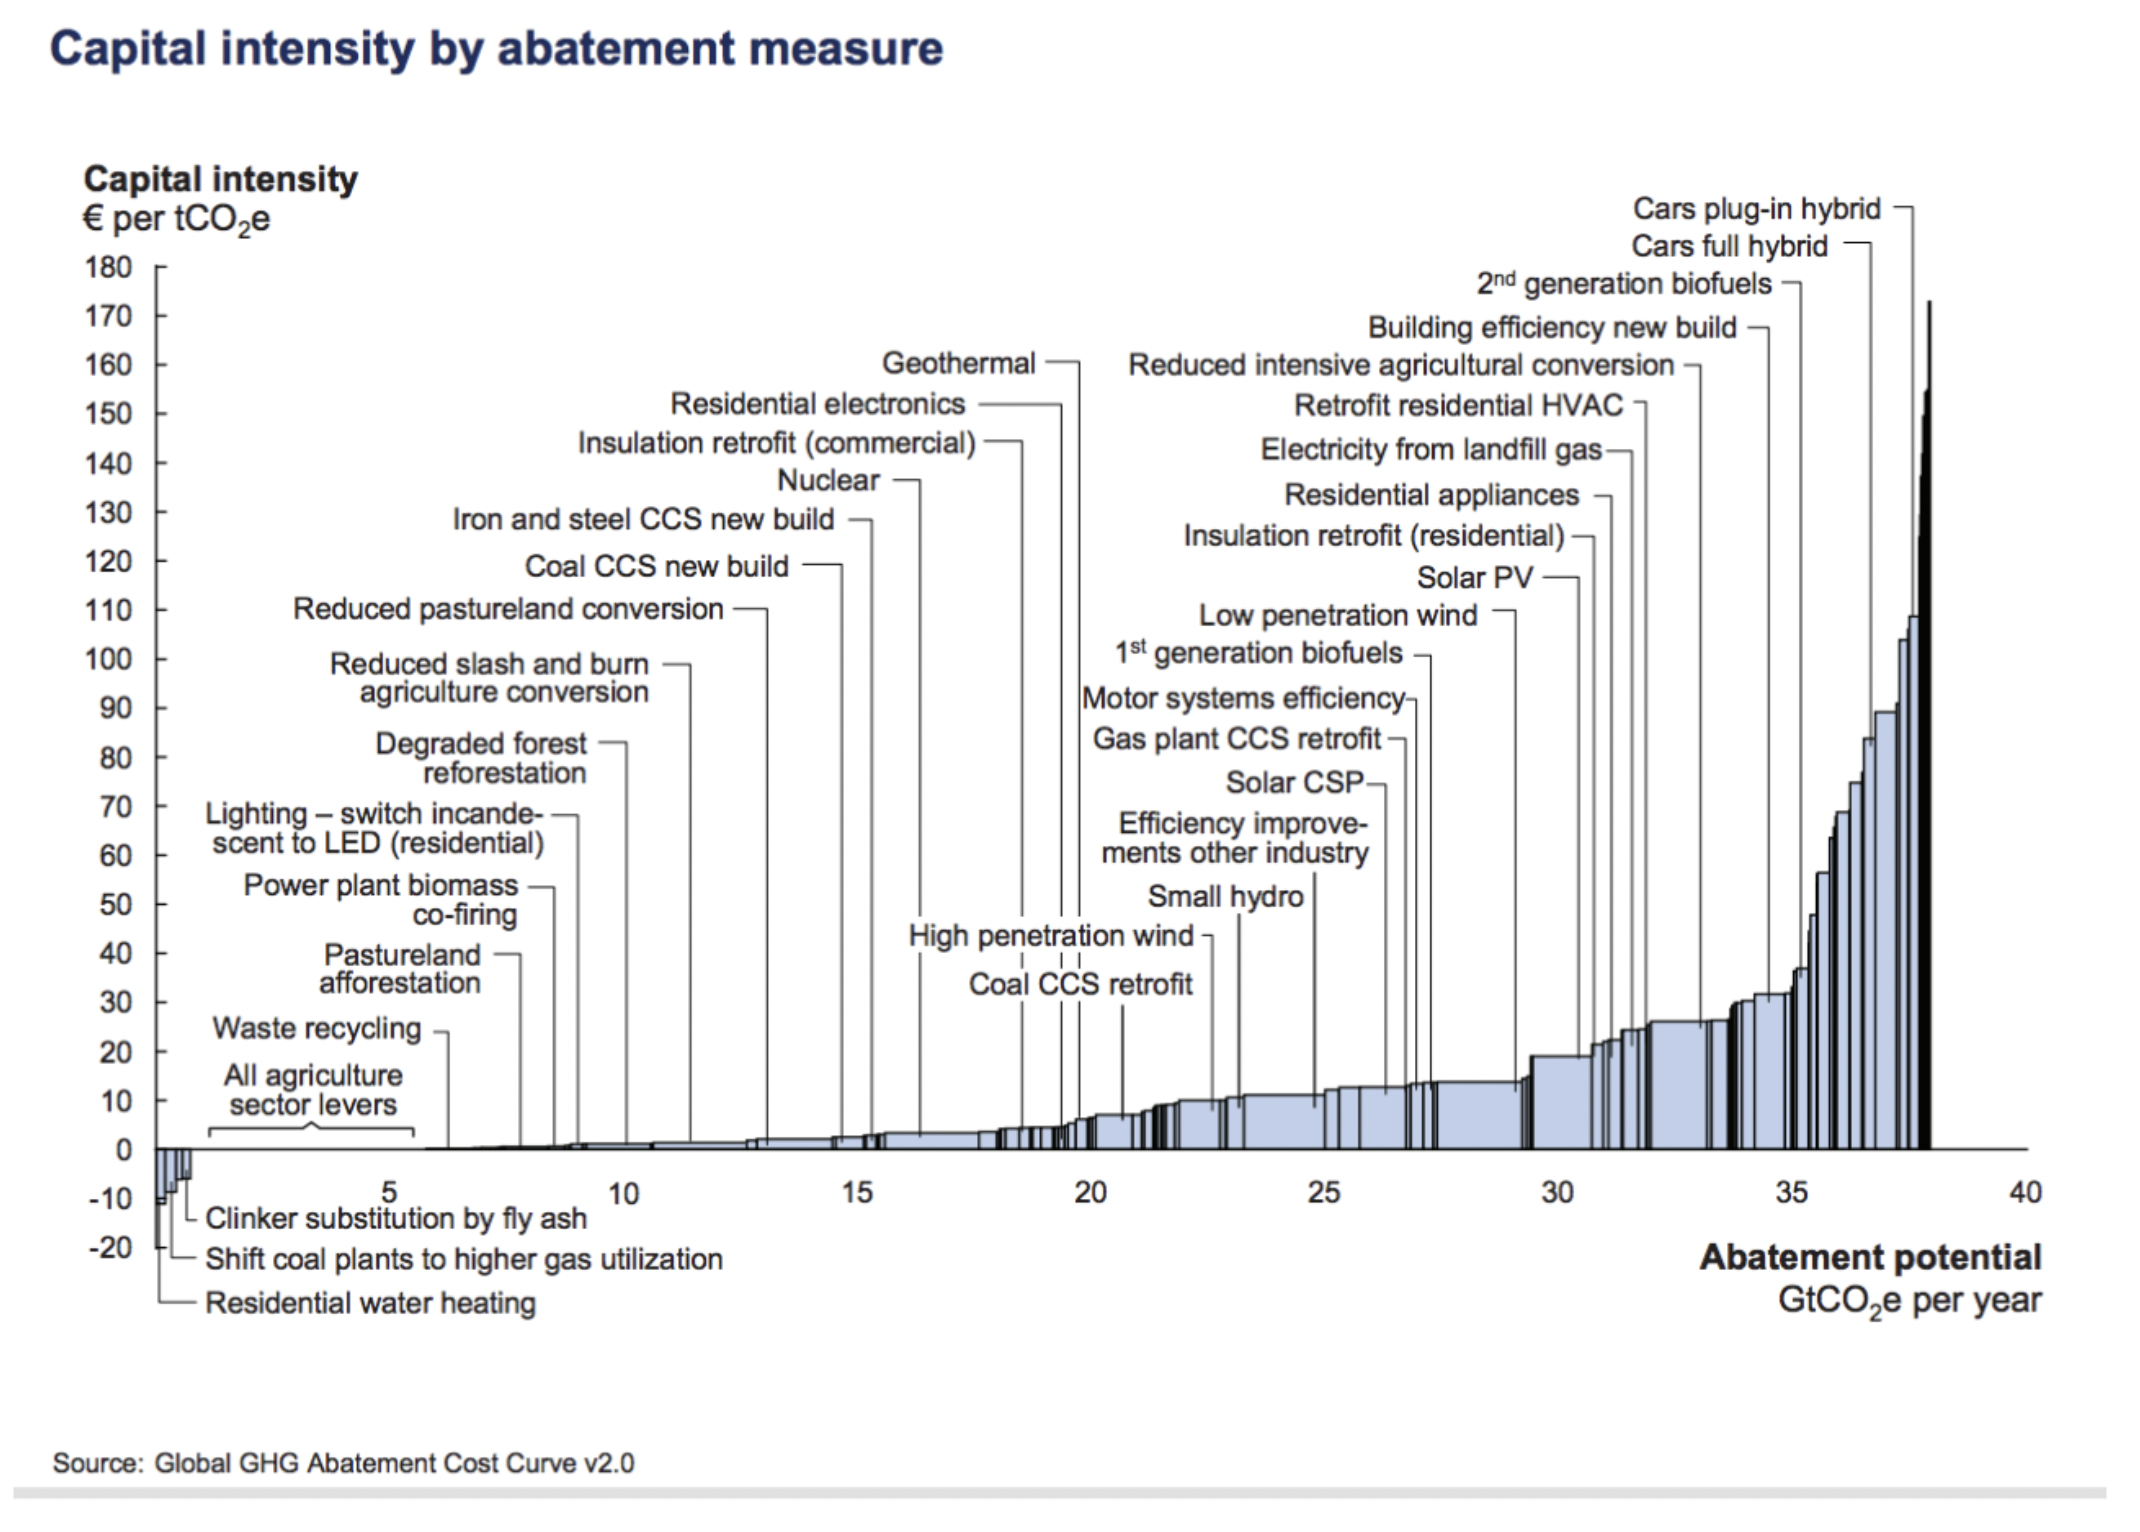 Capital intensity by abatement measure
Capital intensity
€ per tCO₂e
180
170
160
150
140
130
120
110
100
90
80
70
60
50
40
30
20
10
0
-10
-20
Cars plug-in hybrid
Cars full hybrid
2nd generation biofuels
Building efficiency new build
Geothermal
Reduced intensive agricultural conversion
Residential electronics
Retrofit residential HVAC
Insulation retrofit (commercial)
Electricity from landfill gas
Nuclear
Residential appliances
Iron and steel CCS new build
Insulation retrofit (residential)
Coal CCS new build
Solar PV
Reduced pastureland conversion
Low penetration wind
Reduced slash and burn
agriculture conversion
1st generation biofuels
Motor systems efficiency
Degraded forest
reforestation
Gas plant CCS retrofit
Solar CSP
Lighting – switch incande-
scent to LED (residential)
Efficiency improve-
ments other industry
Power plant biomass
co-firing
Small hydro
High penetration wind
Pastureland
afforestation
Coal CCS retrofit
Waste recycling
All agriculture
sector levers
5
10
15
20
25
30
35
40
Clinker substitution by fly ash
Shift coal plants to higher gas utilization
Residential water heating
Abatement potential
GtCO₂e per year
Source: Global GHG Abatement Cost Curve v2.0